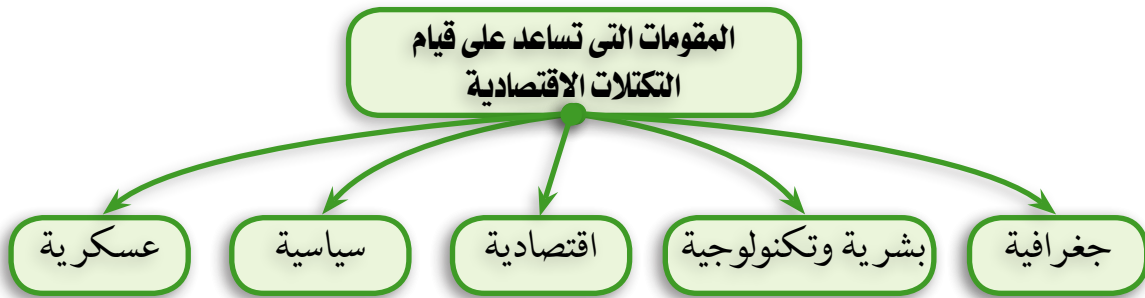 المقومات التى تساعد على قيام
التكتلات الاقتصادية
جغرافية
بشرية وتكنولوجية
اقتصادية
سياسية
عسكرية